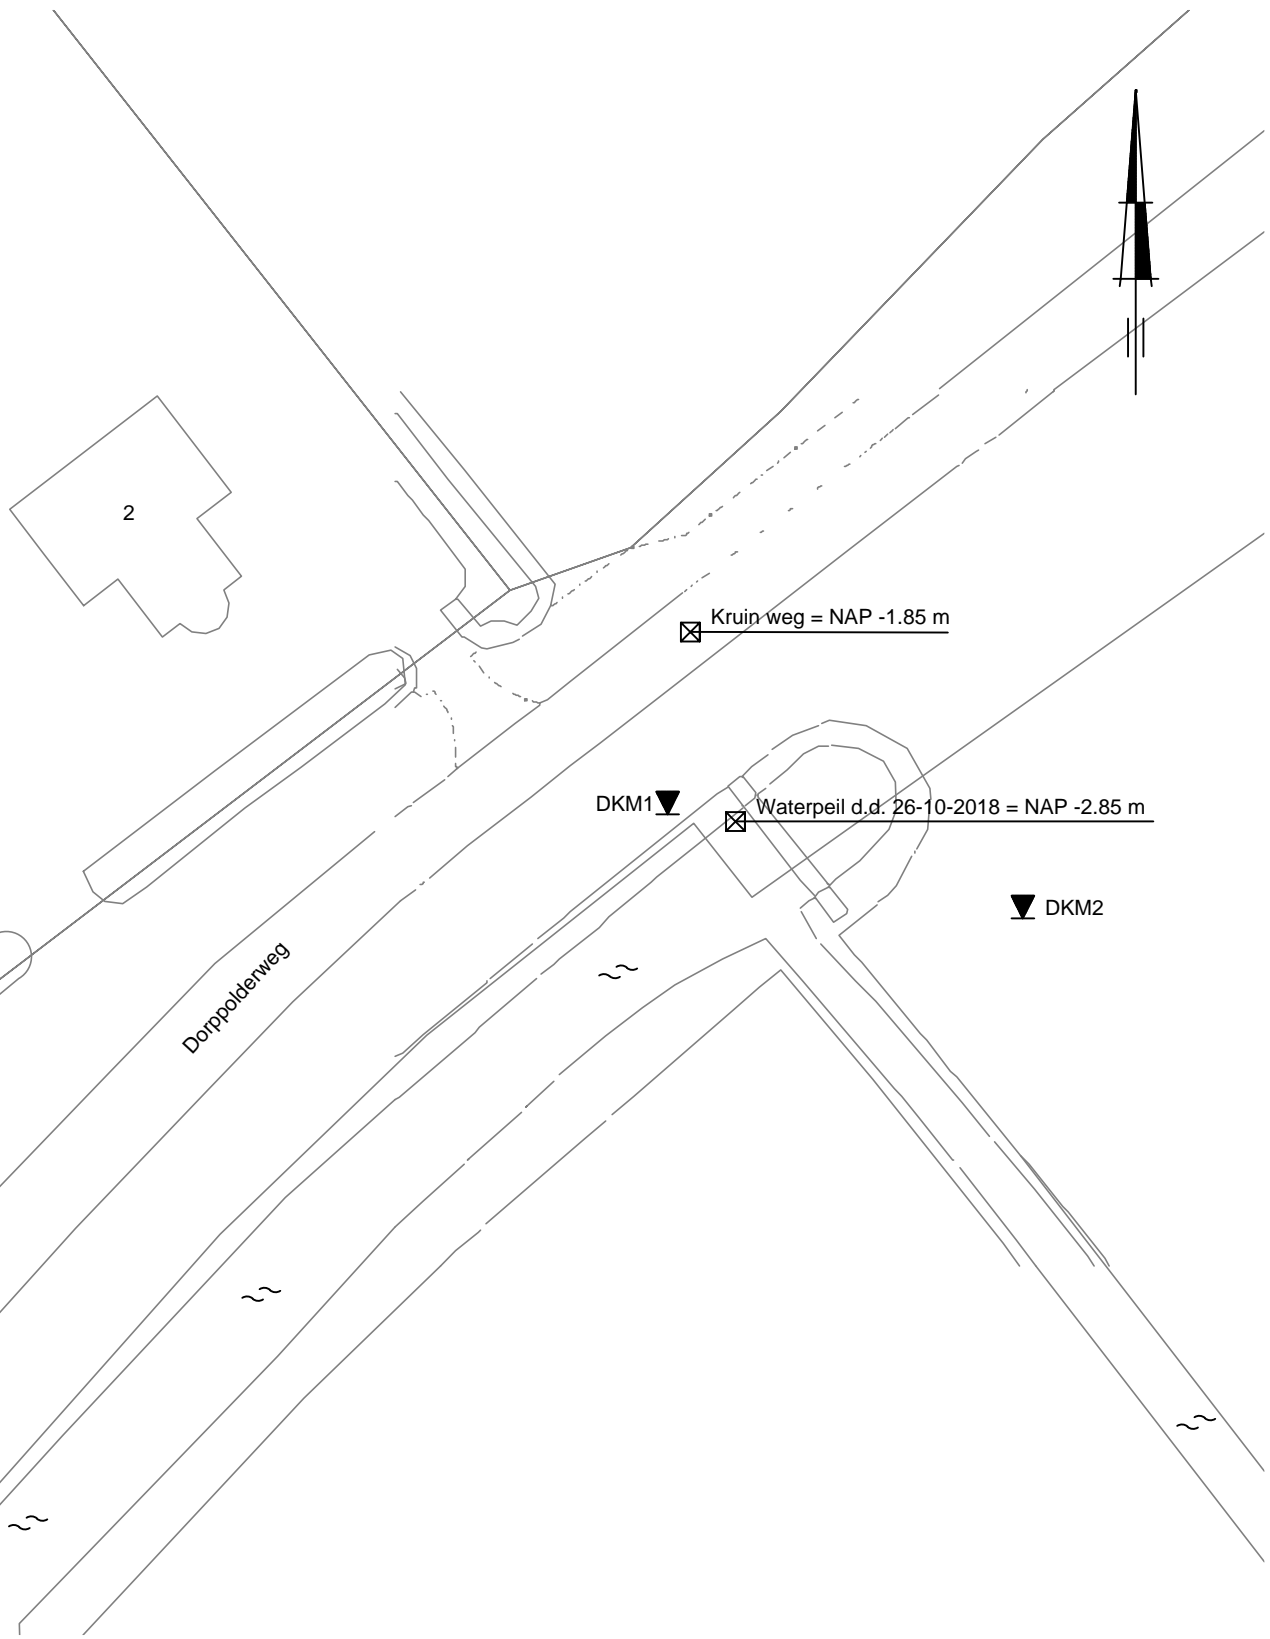 2
Kruin weg = NAP -1.85 m
DKM1
Waterpeil d.d. 26-10-2018 = NAP -2.85 m
DKM2
Dorppolderweg